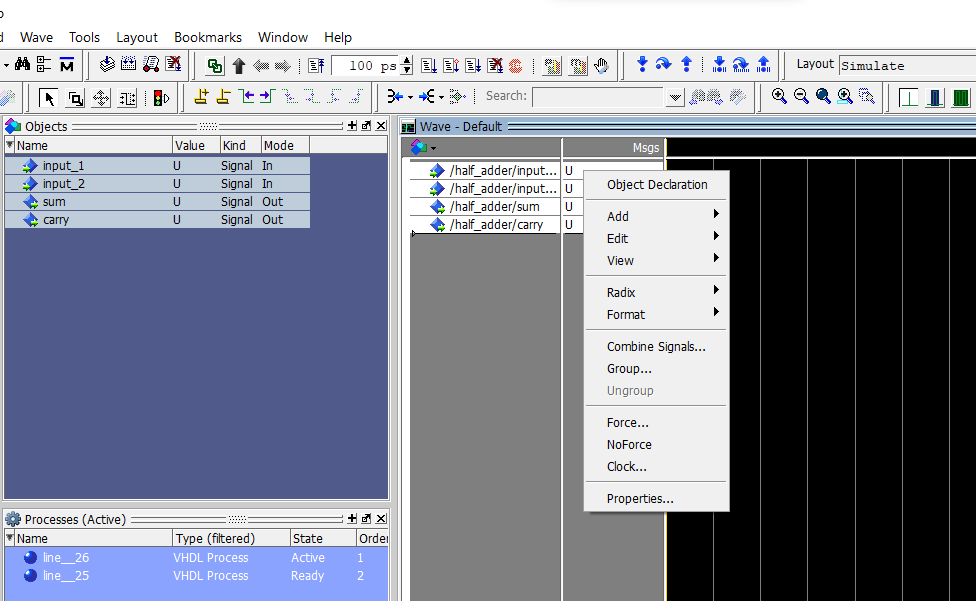 Wave Tools Layout Bookmarks Window Help
100 ps Layout Simulate
Search:
Objects
Name Value Kind Mode
input_1 U Signal In
input_2 U Signal In
sum U Signal Out
carry U Signal Out
Processes (Active)
Name Type (filtered) State Order
line__26 VHDL Process Active 1
line__25 VHDL Process Ready 2
Wave - Default
Msgs
/half_adder/input... U
/half_adder/input... U
/half_adder/sum U
/half_adder/carry U
Object Declaration
Add
Edit
View
Radix
Format
Combine Signals...
Group...
Ungroup
Force...
NoForce
Clock...
Properties...